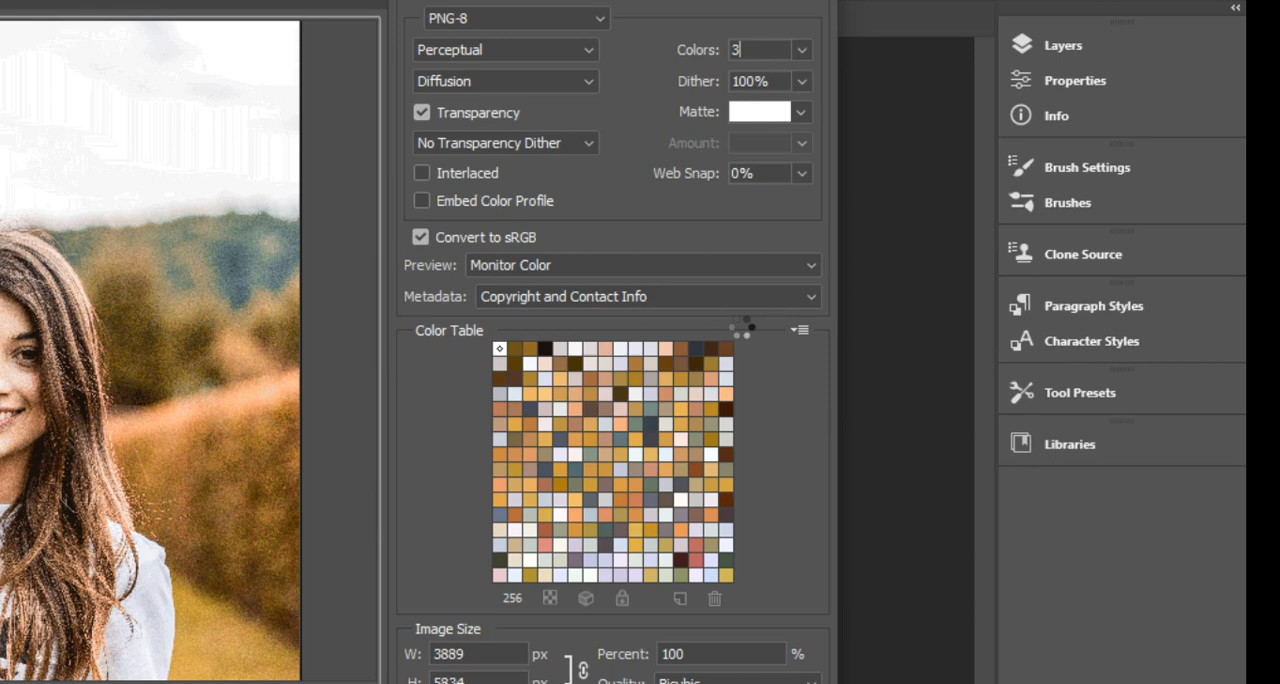 PNG-8
Perceptual
Colors: 3
Diffusion
Dither: 100%
Transparency
Matte:
No Transparency Dither
Amount:
Interlaced
Web Snap: 0%
Embed Color Profile
Convert to sRGB
Preview: Monitor Color
Metadata: Copyright and Contact Info
Color Table
256
Image Size
W: 3889 px
Percent: 100 %
H: 5834 px
Quality: Bicubic
Layers
Properties
Info
Brush Settings
Brushes
Clone Source
Paragraph Styles
Character Styles
Tool Presets
Libraries